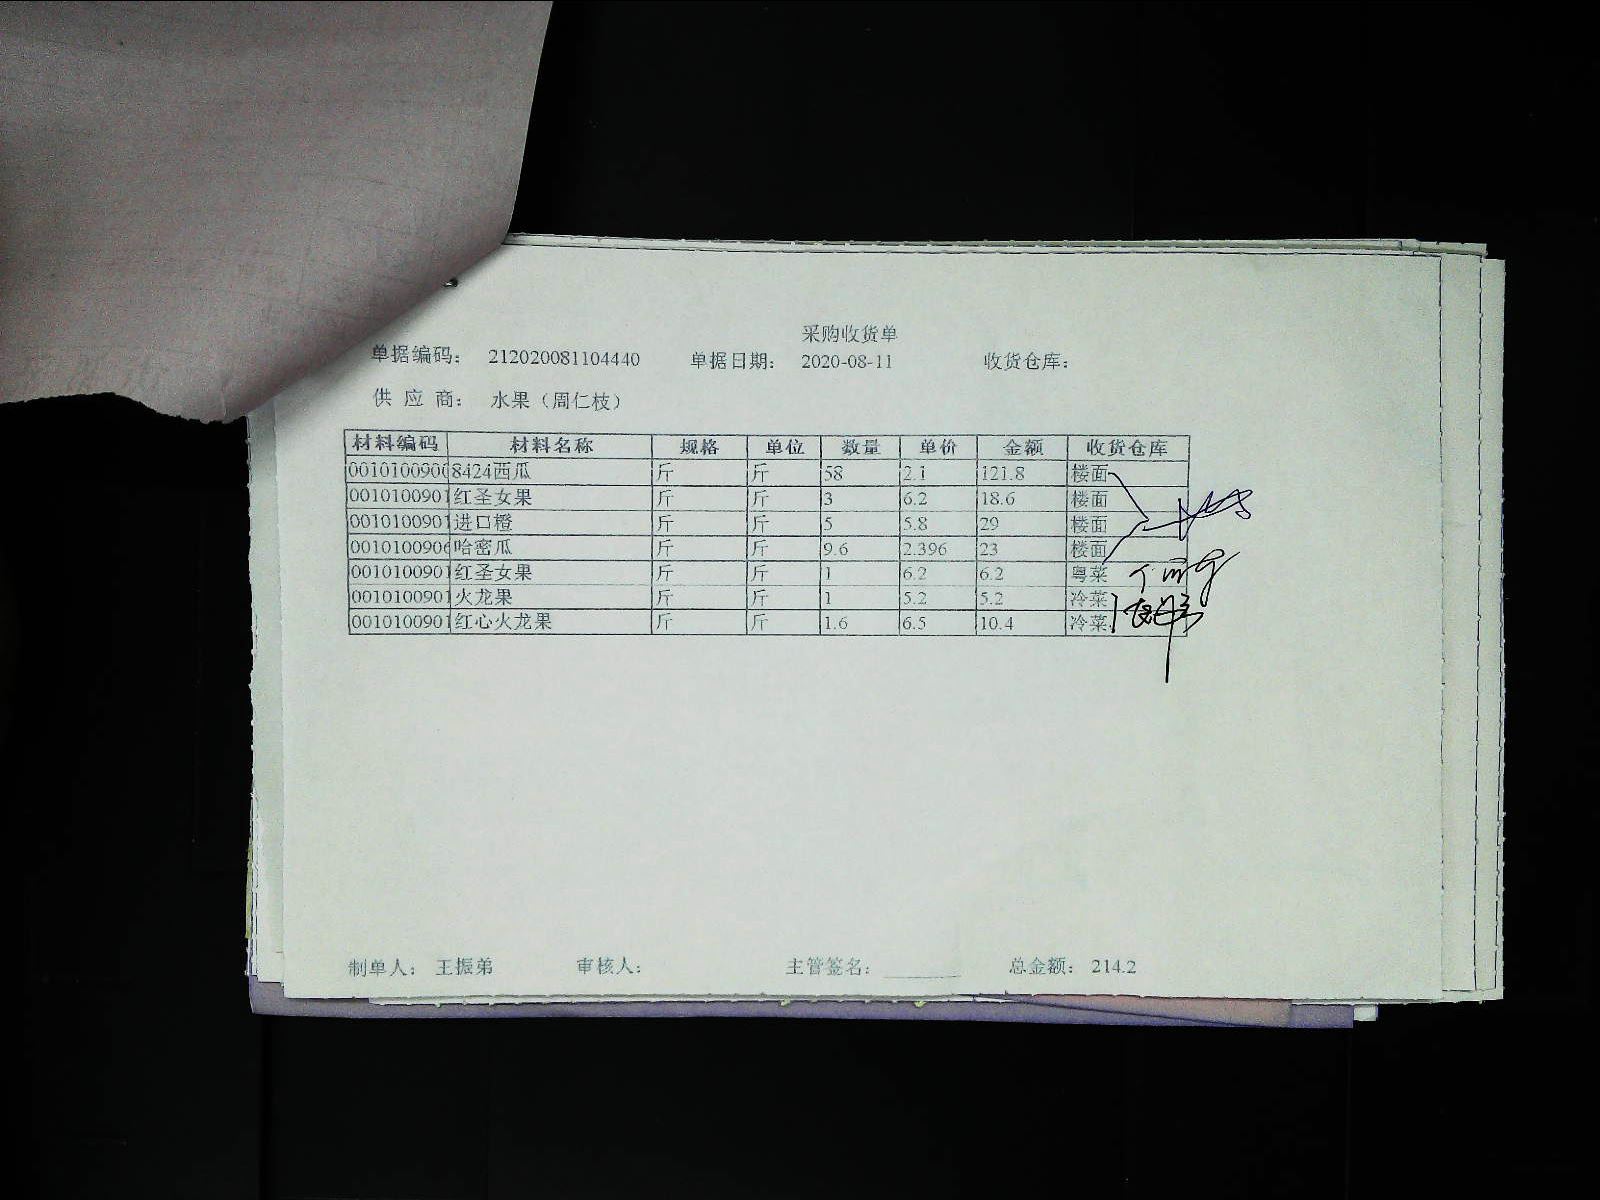 采购收货单
单据编码： 212020081104440 单据日期： 2020-08-11 收货仓库：
供 应 商： 水果（周仁枝）
材料编码 材料名称 规格 单位 数量 单价 金额 收货仓库
0010100900 8424西瓜 斤 斤 58 2.1 121.8 楼面
0010100901 红圣女果 斤 斤 3 6.2 18.6 楼面
0010100901 进口橙 斤 斤 5 5.8 29 楼面
0010100906 哈密瓜 斤 斤 9.6 2.396 23 楼面
0010100901 红圣女果 斤 斤 1 6.2 6.2 粤菜
0010100901 火龙果 斤 斤 1 5.2 5.2 冷菜
0010100901 红心火龙果 斤 斤 1.6 6.5 10.4 冷菜
制单人： 王振弟 审核人： 主管签名： 总金额： 214.2